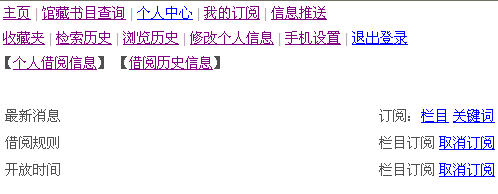 主页 | 馆藏书目查询 | 个人中心 | 我的订阅 | 信息推送
收藏夹 | 检索历史 | 浏览历史 | 修改个人信息 | 手机设置 | 退出登录
【个人借阅信息】 【借阅历史信息】
最新消息 订阅：栏目 关键词
借阅规则 栏目订阅 取消订阅
开放时间 栏目订阅 取消订阅